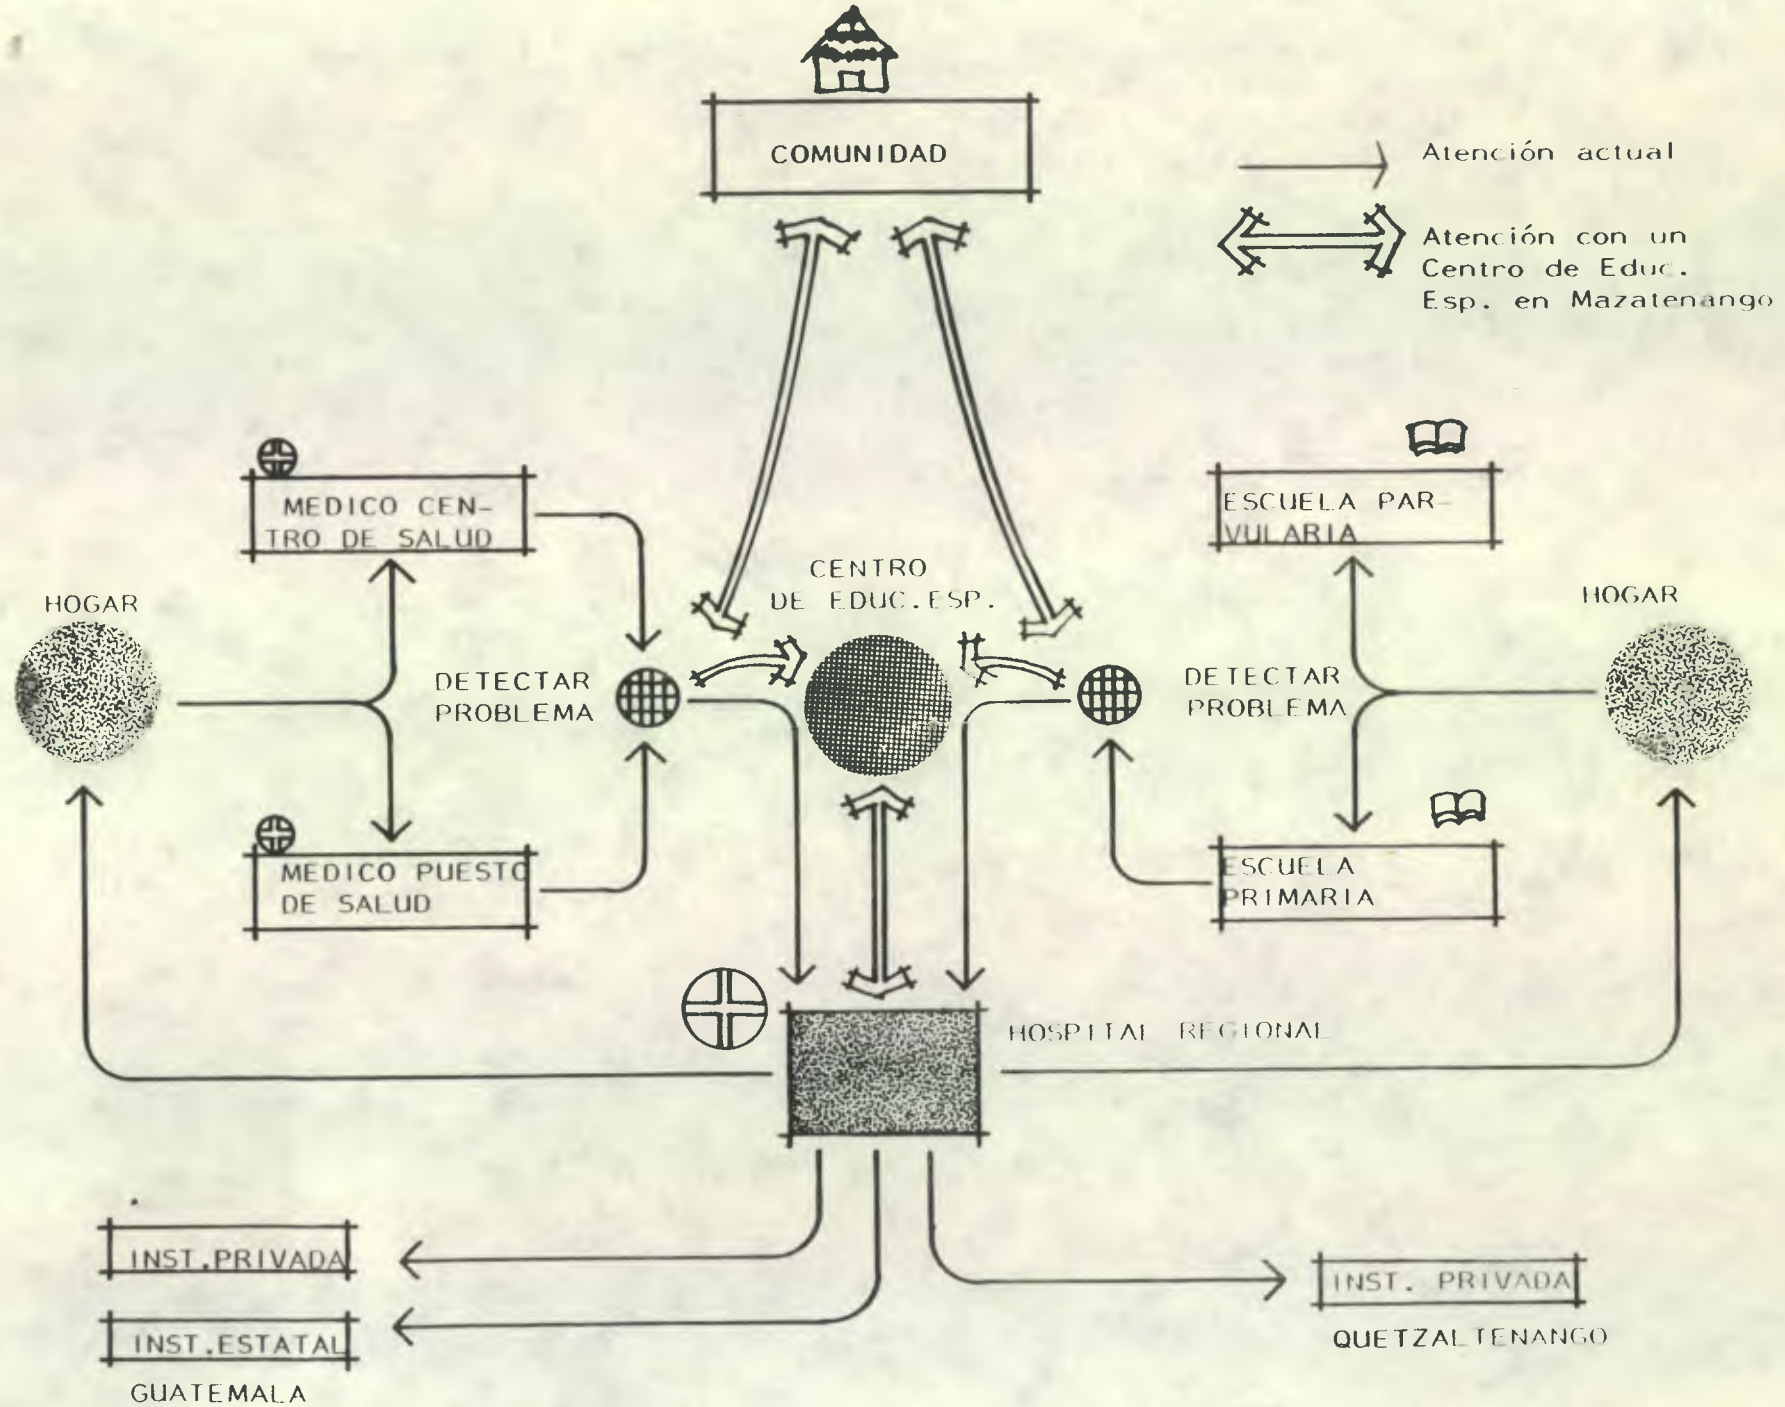 COMUNIDAD
Atención actual
Atención con un
Centro de Educ.
Esp. en Mazatenango
MEDICO CEN-
TRO DE SALUD
ESCUELA PAR-
VULARIA
CENTRO
DE EDUC.ESP.
HOGAR
HOGAR
DETECTAR
PROBLEMA
DETECTAR
PROBLEMA
MEDICO PUESTO
DE SALUD
ESCUELA
PRIMARIA
HOSPITAL REGIONAL
INST.PRIVADA
INST.ESTATAL
GUATEMALA
INST. PRIVADA
QUETZALTENANGO